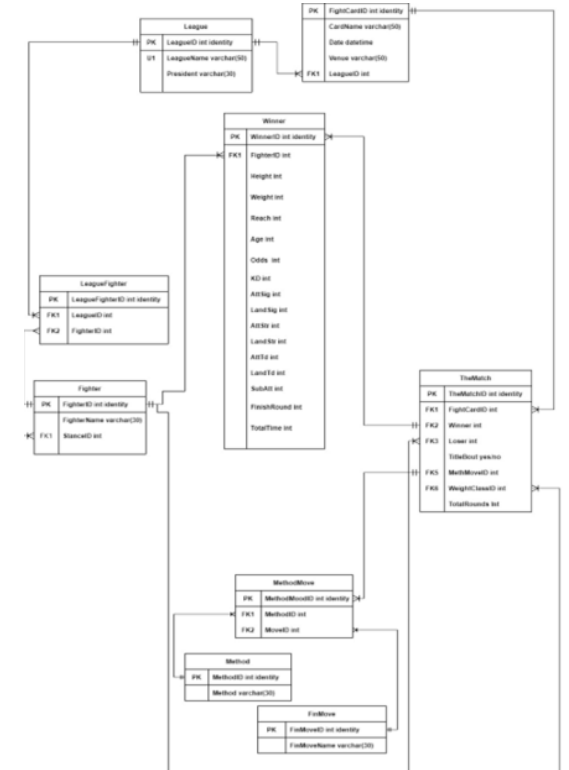 PK FightCardID int identity
CardName varchar(50)
Date datetime
Venue varchar(50)
FK1 LeagueID int
League
PK LeagueID int identity
U1 LeagueName varchar(50)
President varchar(30)
Winner
PK WinnerID int identity
FK1 FighterID int
Height int
Weight int
Reach int
Age int
Odds int
KD int
AttSig int
LandSig int
AttStr int
LandStr int
AttTd int
LandTd int
SubAtt int
FinishRound int
TotalTime int
LeagueFighter
PK LeagueFighterID int identity
FK1 LeagueID int
FK2 FighterID int
Fighter
PK FighterID int identity
FighterName varchar(30)
FK1 StanceID int
TheMatch
PK TheMatchID int identity
FK1 FightCardID int
FK2 Winner int
FK3 Loser int
TitleBout yes/no
FK5 MethMoveID int
FK6 WeightClassID int
TotalRounds Int
MethodMove
PK MethodMoodID int identity
FK1 MethodID int
FK2 MoveID int
Method
PK MethodID int identity
Method varchar(30)
FinMove
PK FinMoveID int identity
FinMoveName varchar(30)